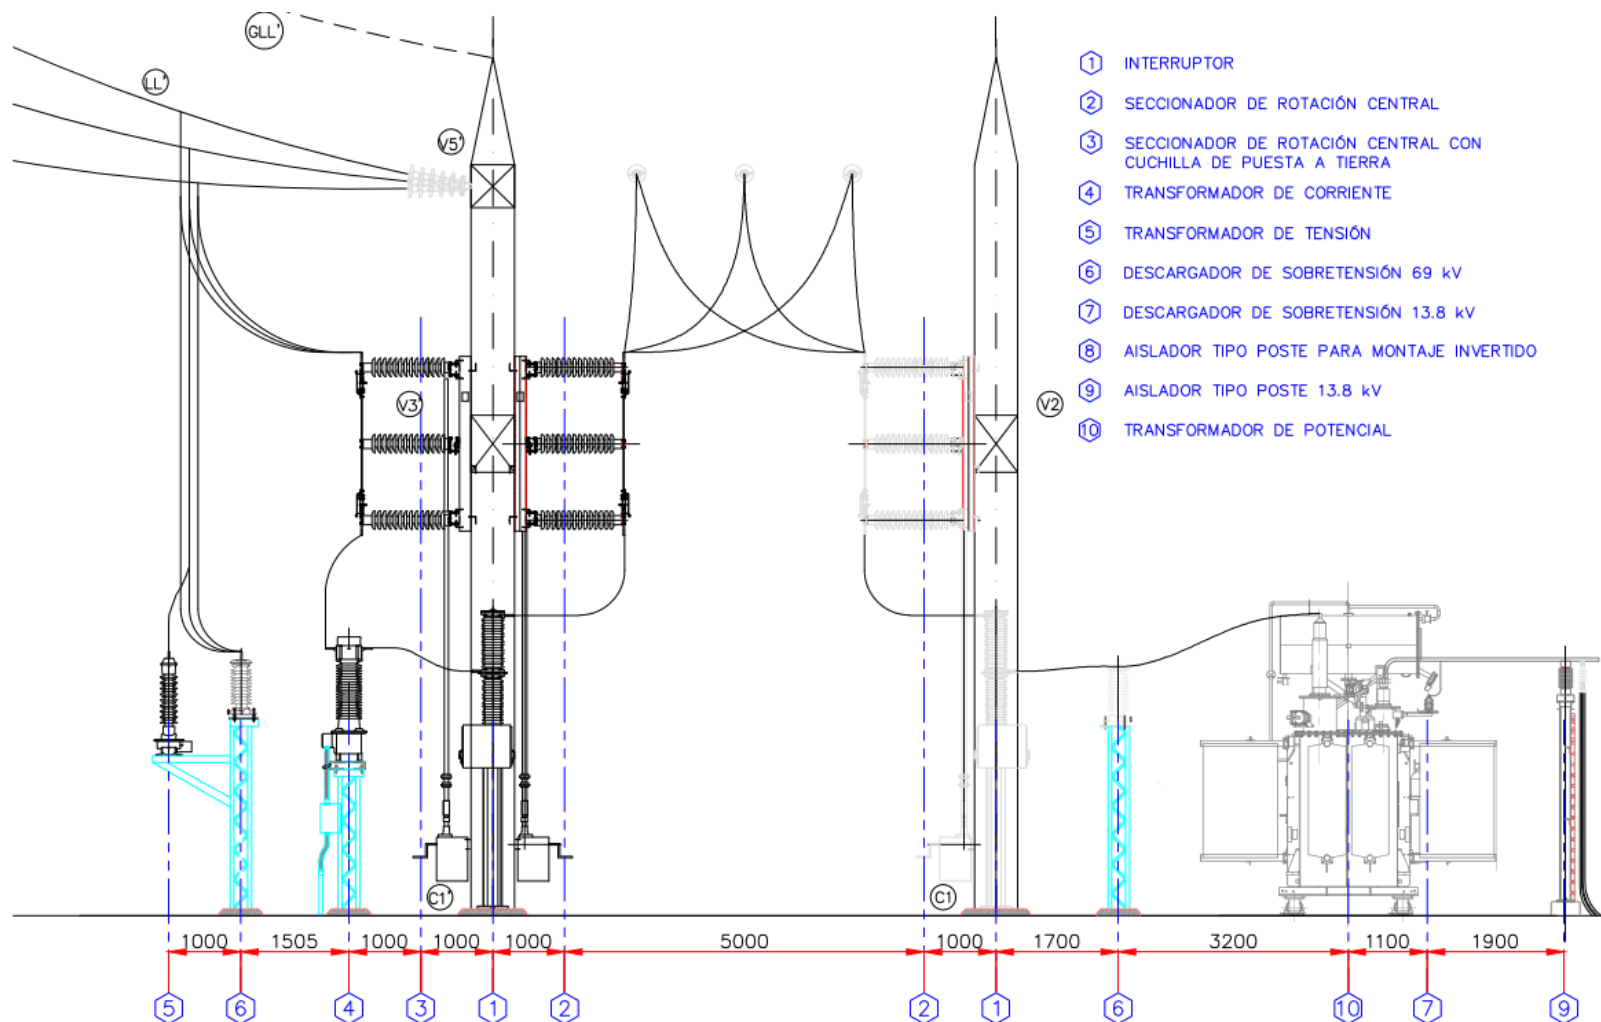 GLL'
LL'
V5'
1 INTERRUPTOR
2 SECCIONADOR DE ROTACIÓN CENTRAL
3 SECCIONADOR DE ROTACIÓN CENTRAL CON
CUCHILLA DE PUESTA A TIERRA
4 TRANSFORMADOR DE CORRIENTE
5 TRANSFORMADOR DE TENSIÓN
6 DESCARGADOR DE SOBRETENSIÓN 69 kV
7 DESCARGADOR DE SOBRETENSIÓN 13.8 kV
8 AISLADOR TIPO POSTE PARA MONTAJE INVERTIDO
9 AISLADOR TIPO POSTE 13.8 kV
10 TRANSFORMADOR DE POTENCIAL
V3'
V2
C1'
C1
1000 1505 1000 1000 1000 5000 1000 1700 3200 1100 1900
5 6 4 3 1 2 2 1 6 10 7 9